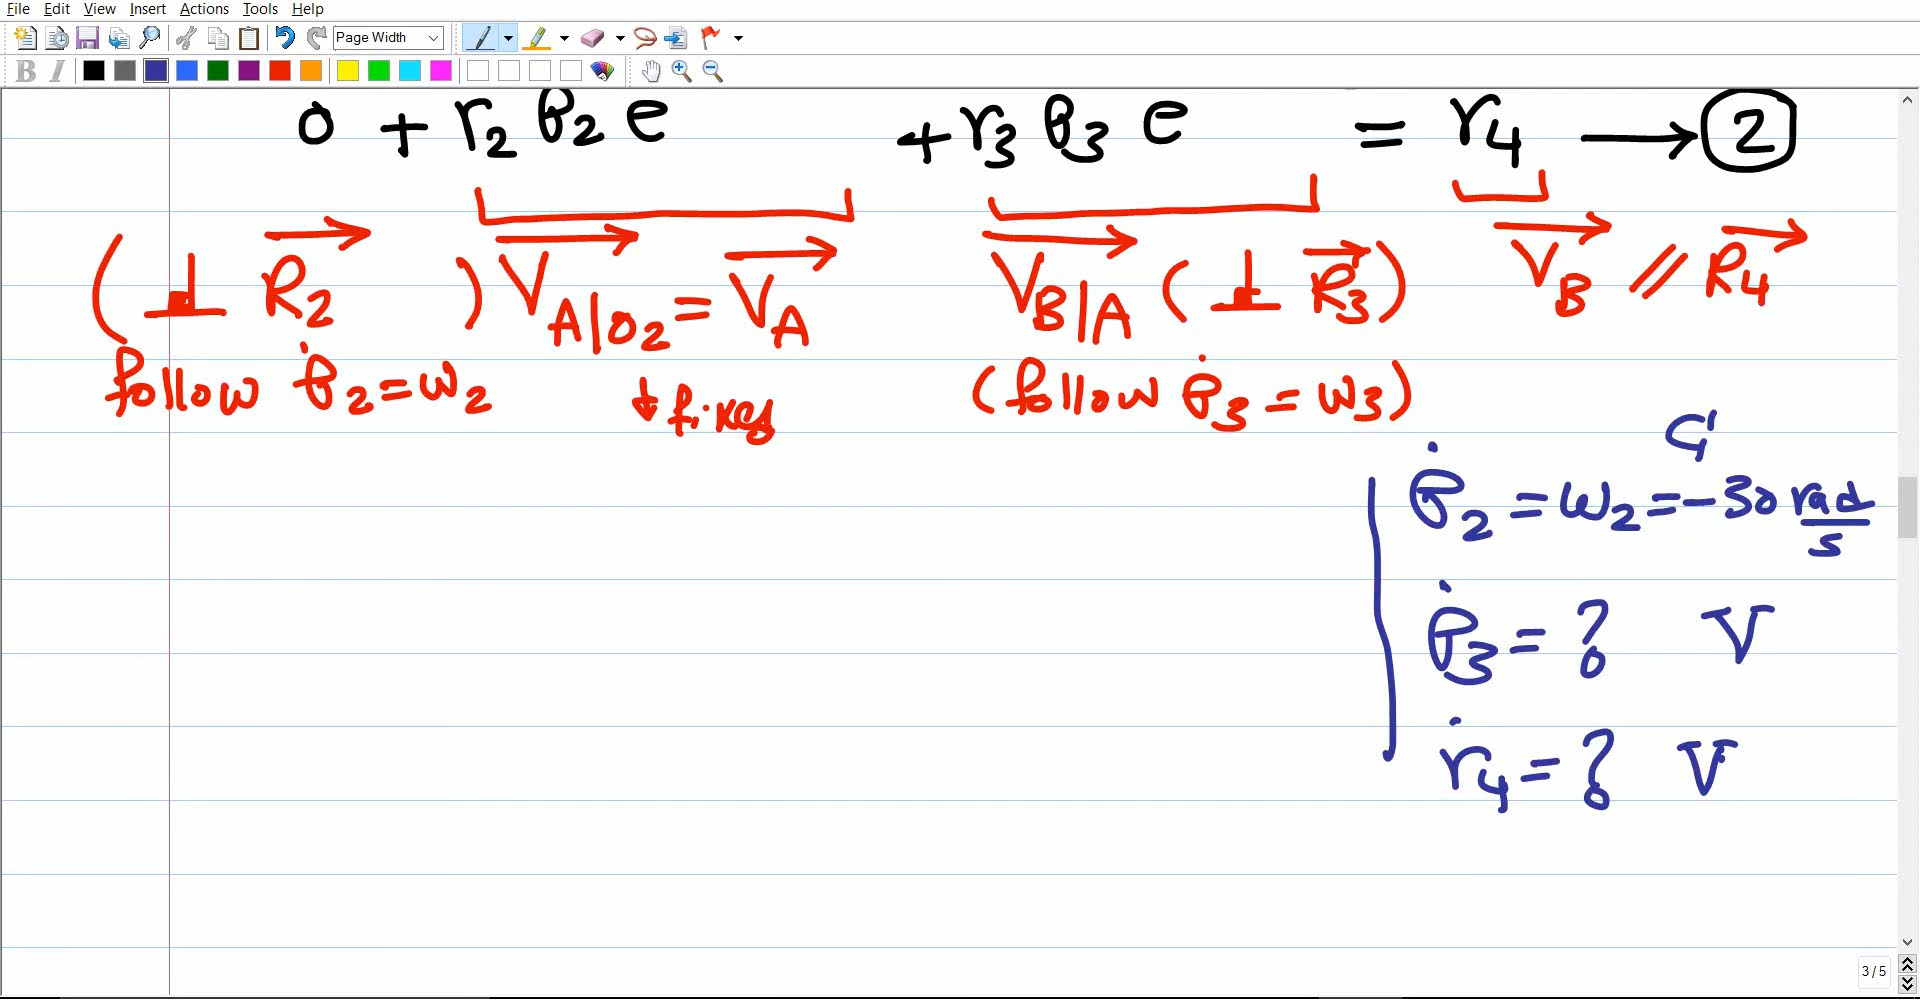 File Edit View Insert Actions Tools Help
Page Width
B I
0 + r2 θ2 e + r3 θ3 e = r4 → 2
(⊥ R2) VA|O2 = VA VB|A (⊥ R3) VB // R4
follow θ̇2 = ω2 ↓ fixed (follow θ̇3 = ω3)
θ̇2 = ω2 = -30 rad/s
θ̇3 = ? V
ṙ4 = ? V
3 / 5